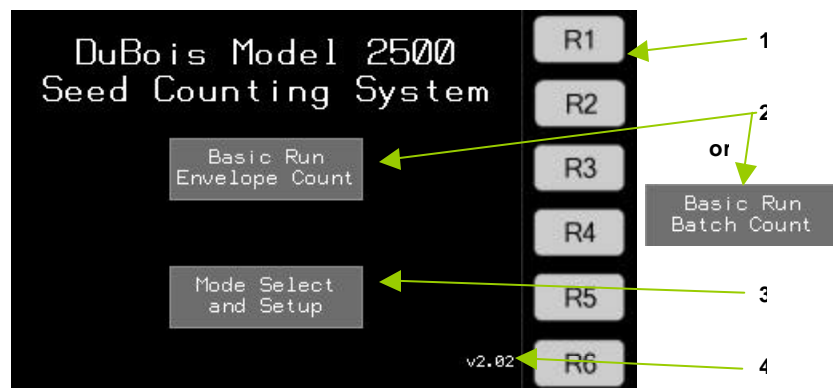 DuBois Model 2500
Seed Counting System
Basic Run
Envelope Count
Mode Select
and Setup
v2.02
R1
R2
R3
R4
R5
R6
1
2
or
Basic Run
Batch Count
3
4